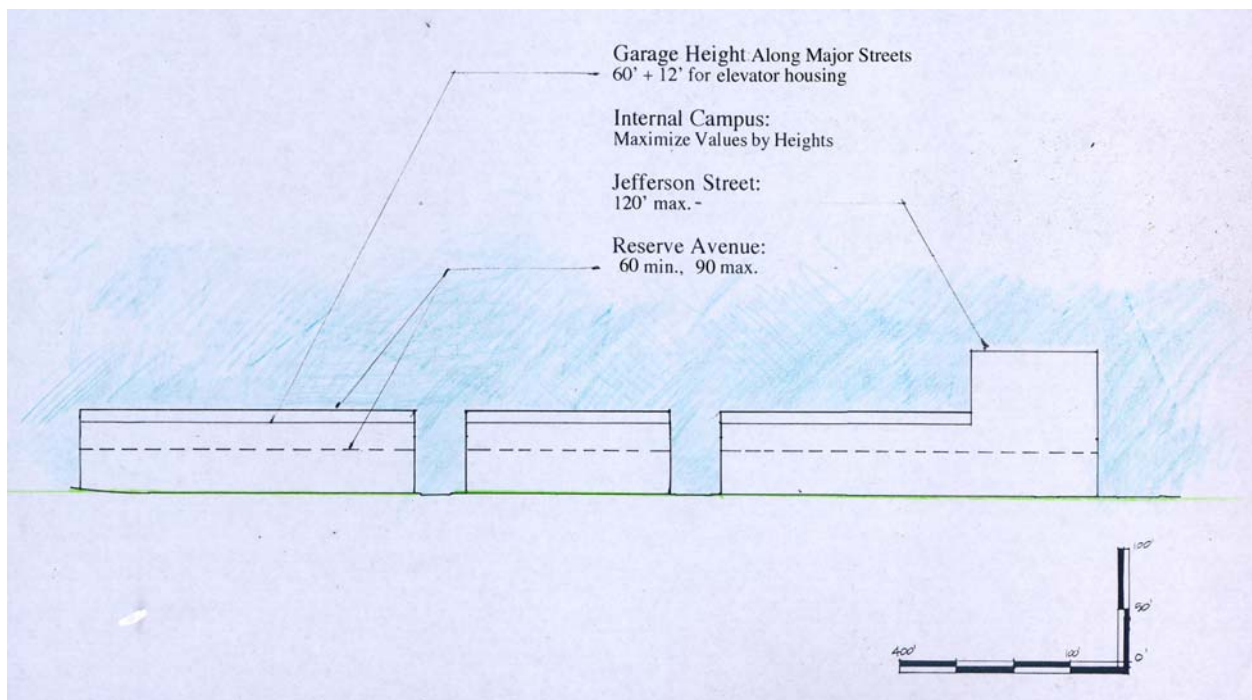 Garage Height Along Major Streets
60' + 12' for elevator housing
Internal Campus:
Maximize Values by Heights
Jefferson Street:
120' max. -
Reserve Avenue:
60 min., 90 max.
100'
50'
400' 100' 0'